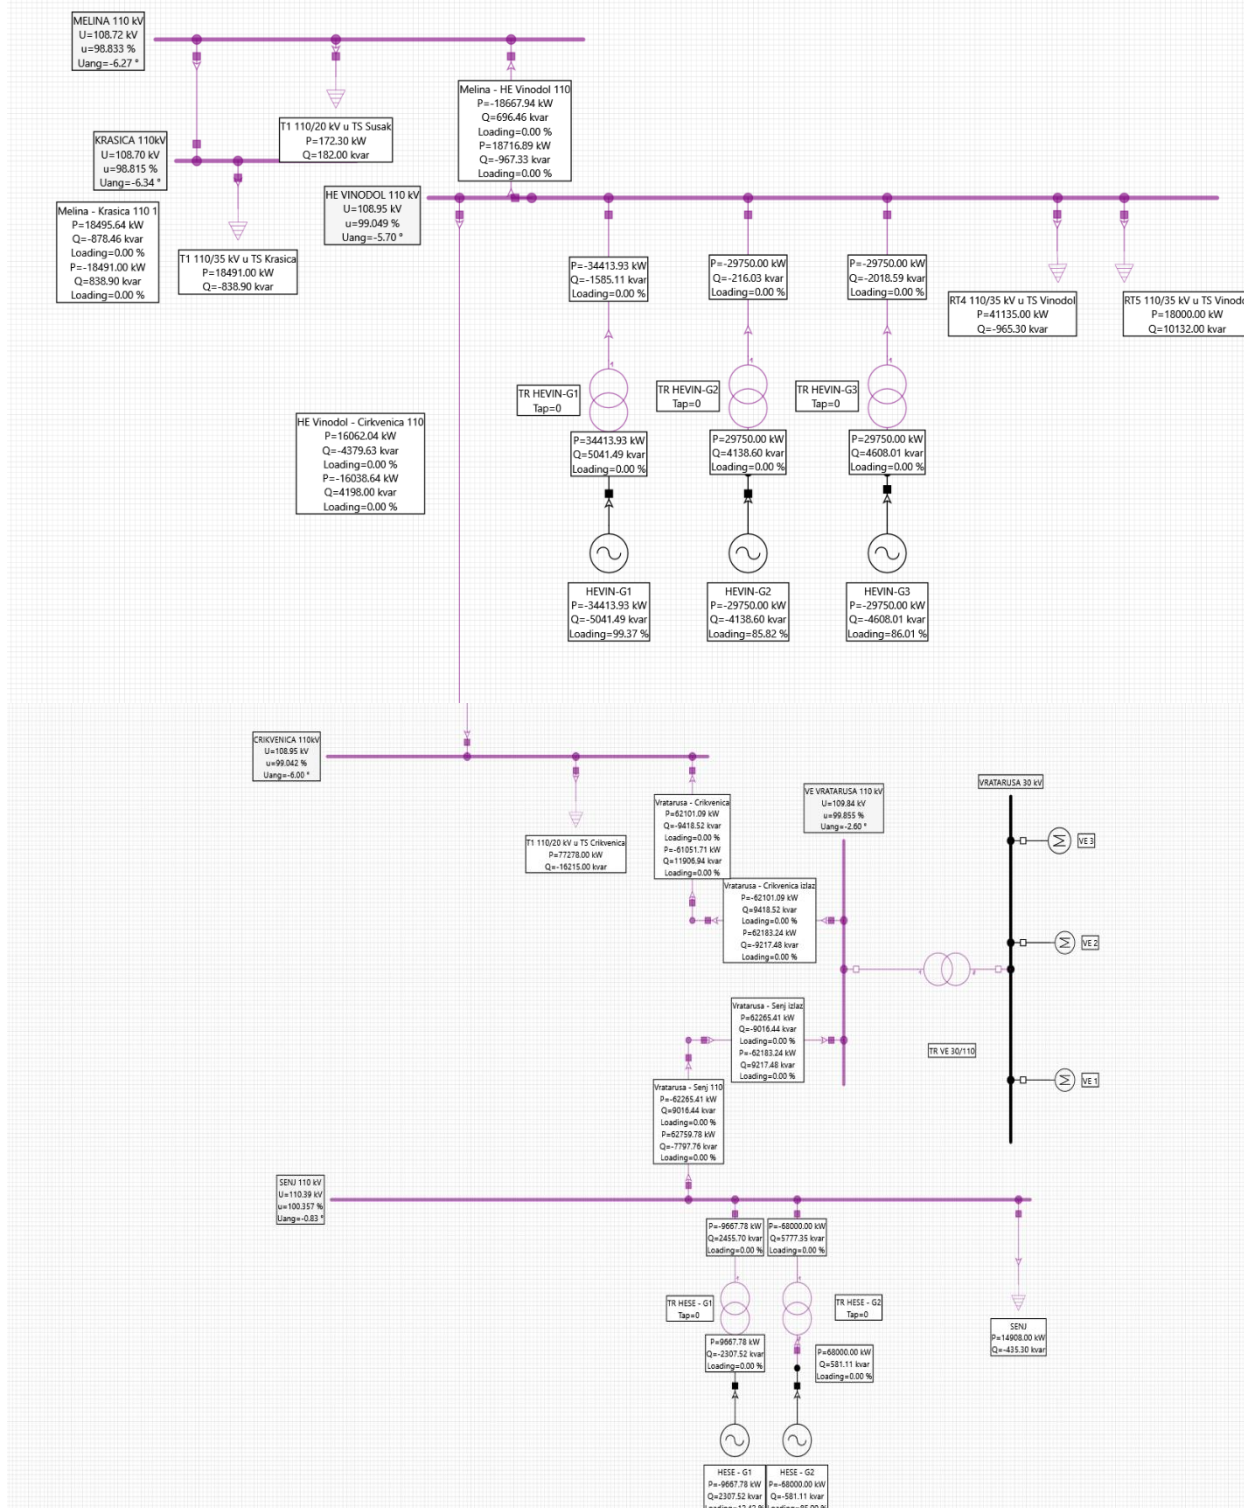 MELINA 110 kV
U=108.72 kV
u=98.833 %
Uang=-6.27 °
Melina - HE Vinodol 110
P=-18667.94 kW
Q=696.46 kvar
Loading=0.00 %
P=18716.89 kW
Q=-967.33 kvar
Loading=0.00 %
T1 110/20 kV u TS Susak
P=172.30 kW
Q=182.00 kvar
KRASICA 110kV
U=108.70 kV
u=98.815 %
Uang=-6.34 °
HE VINODOL 110 kV
U=108.95 kV
u=99.049 %
Uang=-5.70 °
Melina - Krasica 110 1
P=18495.64 kW
Q=-878.46 kvar
Loading=0.00 %
P=-18491.00 kW
Q=838.90 kvar
Loading=0.00 %
T1 110/35 kV u TS Krasica
P=18491.00 kW
Q=-838.90 kvar
P=-34413.93 kW
Q=-1585.11 kvar
Loading=0.00 %
P=-29750.00 kW
Q=-216.03 kvar
Loading=0.00 %
P=-29750.00 kW
Q=-2018.59 kvar
Loading=0.00 %
RT4 110/35 kV u TS Vinodol
P=41135.00 kW
Q=-965.30 kvar
RT5 110/35 kV u TS Vinodo
P=18000.00 kW
Q=10132.00 kvar
TR HEVIN-G1
Tap=0
TR HEVIN-G2
Tap=0
TR HEVIN-G3
Tap=0
HE Vinodol - Cirkvenica 110
P=16062.04 kW
Q=-4379.63 kvar
Loading=0.00 %
P=-16038.64 kW
Q=4198.00 kvar
Loading=0.00 %
P=34413.93 kW
Q=5041.49 kvar
Loading=0.00 %
P=29750.00 kW
Q=4138.60 kvar
Loading=0.00 %
P=29750.00 kW
Q=4608.01 kvar
Loading=0.00 %
HEVIN-G1
P=-34413.93 kW
Q=-5041.49 kvar
Loading=99.37 %
HEVIN-G2
P=-29750.00 kW
Q=-4138.60 kvar
Loading=85.82 %
HEVIN-G3
P=-29750.00 kW
Q=-4608.01 kvar
Loading=86.01 %
CRIKVENICA 110kV
U=108.95 kV
u=99.042 %
Uang=-6.00 °
VRATARUSA 30 kV
VE VRATARUSA 110 kV
U=109.84 kV
u=99.855 %
Uang=-2.60 °
Vratarusa - Crikvenica
P=62101.09 kW
Q=-9418.52 kvar
Loading=0.00 %
P=-61051.71 kW
Q=11906.94 kvar
Loading=0.00 %
T1 110/20 kV u TS Crikvenica
P=77278.00 kW
Q=-16215.00 kvar
M
VE 3
Vratarusa - Crikvenica izlaz
P=-62101.09 kW
Q=9418.52 kvar
Loading=0.00 %
P=62183.24 kW
Q=-9217.48 kvar
Loading=0.00 %
M
VE 2
Vratarusa - Senj izlaz
P=62265.41 kW
Q=-9016.44 kvar
Loading=0.00 %
P=-62183.24 kW
Q=9217.48 kvar
Loading=0.00 %
TR VE 30/110
M
VE 1
Vratarusa - Senj 110
P=-62265.41 kW
Q=9016.44 kvar
Loading=0.00 %
P=62759.78 kW
Q=-7797.76 kvar
Loading=0.00 %
SENJ 110 kV
U=110.39 kV
u=100.357 %
Uang=-0.83 °
P=-9667.78 kW
Q=2455.70 kvar
Loading=0.00 %
P=-68000.00 kW
Q=5777.35 kvar
Loading=0.00 %
TR HESE - G1
Tap=0
TR HESE - G2
Tap=0
SENJ
P=14908.00 kW
Q=-435.30 kvar
P=9667.78 kW
Q=-2307.52 kvar
Loading=0.00 %
P=68000.00 kW
Q=581.11 kvar
Loading=0.00 %
HESE - G1
P=-9667.78 kW
Q=2307.52 kvar
HESE - G2
P=-68000.00 kW
Q=-581.11 kvar